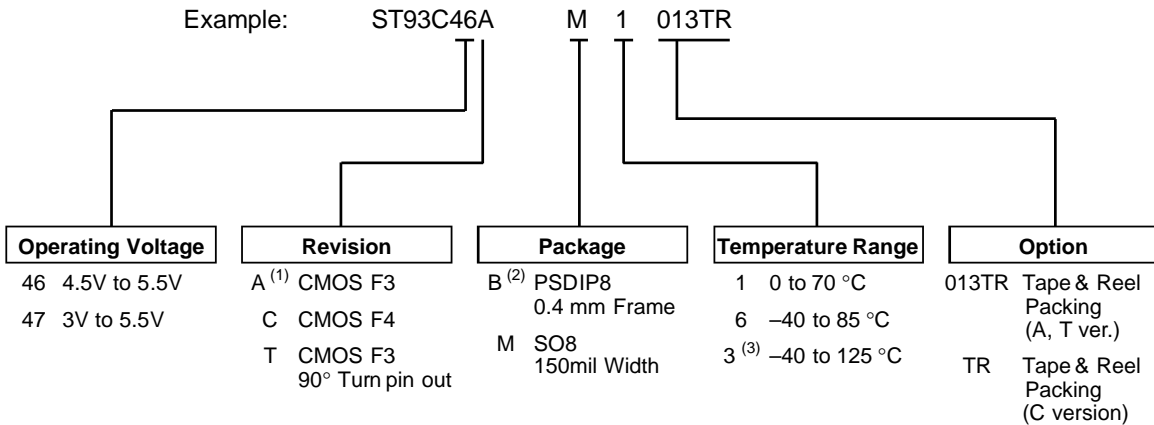 Example: ST93C46A M 1 013TR
Operating Voltage
46 4.5V to 5.5V
47 3V to 5.5V
Revision
A (1) CMOS F3
C CMOS F4
T CMOS F3
90° Turn pin out
Package
B (2) PSDIP8
0.4 mm Frame
M SO8
150mil Width
Temperature Range
1 0 to 70 °C
6 –40 to 85 °C
3 (3) –40 to 125 °C
Option
013TR Tape & Reel
Packing
(A, T ver.)
TR Tape & Reel
Packing
(C version)